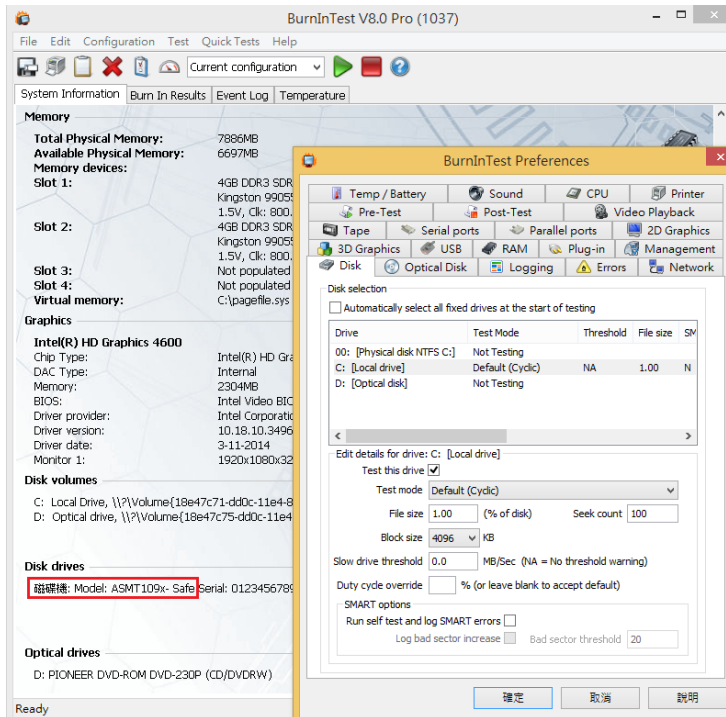 BurnInTest V8.0 Pro (1037)
File Edit Configuration Test Quick Tests Help
Current configuration
System Information Burn In Results Event Log Temperature
Memory
Total Physical Memory: 7886MB
Available Physical Memory: 6697MB
Memory devices:
Slot 1: 4GB DDR3 SDR
Kingston 99055
1.5V, Clk: 800.
Slot 2: 4GB DDR3 SDR
Kingston 99055
1.5V, Clk: 800.
Slot 3: Not populated
Slot 4: Not populated
Virtual memory: C:\pagefile.sys
Graphics
Intel(R) HD Graphics 4600
Chip Type: Intel(R) HD Gra
DAC Type: Internal
Memory: 2304MB
BIOS: Intel Video BIO
Driver provider: Intel Corporatio
Driver version: 10.18.10.3496
Driver date: 3-11-2014
Monitor 1: 1920x1080x32
Disk volumes
C: Local Drive, \\?\Volume{18e47c71-dd0c-11e4-8
D: Optical drive, \\?\Volume{18e47c75-dd0c-11e4
Disk drives
磁碟機: Model: ASMT109x- Safe Serial: 0123456789
Optical drives
D: PIONEER DVD-ROM DVD-230P (CD/DVDRW)
Ready
BurnInTest Preferences
Temp / Battery Sound CPU Printer
Pre-Test Post-Test Video Playback
Tape Serial ports Parallel ports 2D Graphics
3D Graphics USB RAM Plug-in Management
Disk Optical Disk Logging Errors Network
Disk selection
Automatically select all fixed drives at the start of testing
Drive Test Mode Threshold File size SM
00: [Physical disk NTFS C:] Not Testing
C: [Local drive] Default (Cyclic) NA 1.00 N
D: [Optical disk] Not Testing
Edit details for drive: C: [Local drive]
Test this drive
Test mode Default (Cyclic)
File size 1.00 (% of disk) Seek count 100
Block size 4096 KB
Slow drive threshold 0.0 MB/Sec (NA = No threshold warning)
Duty cycle override % (or leave blank to accept default)
SMART options
Run self test and log SMART errors
Log bad sector increase Bad sector threshold 20
確定 取消 說明